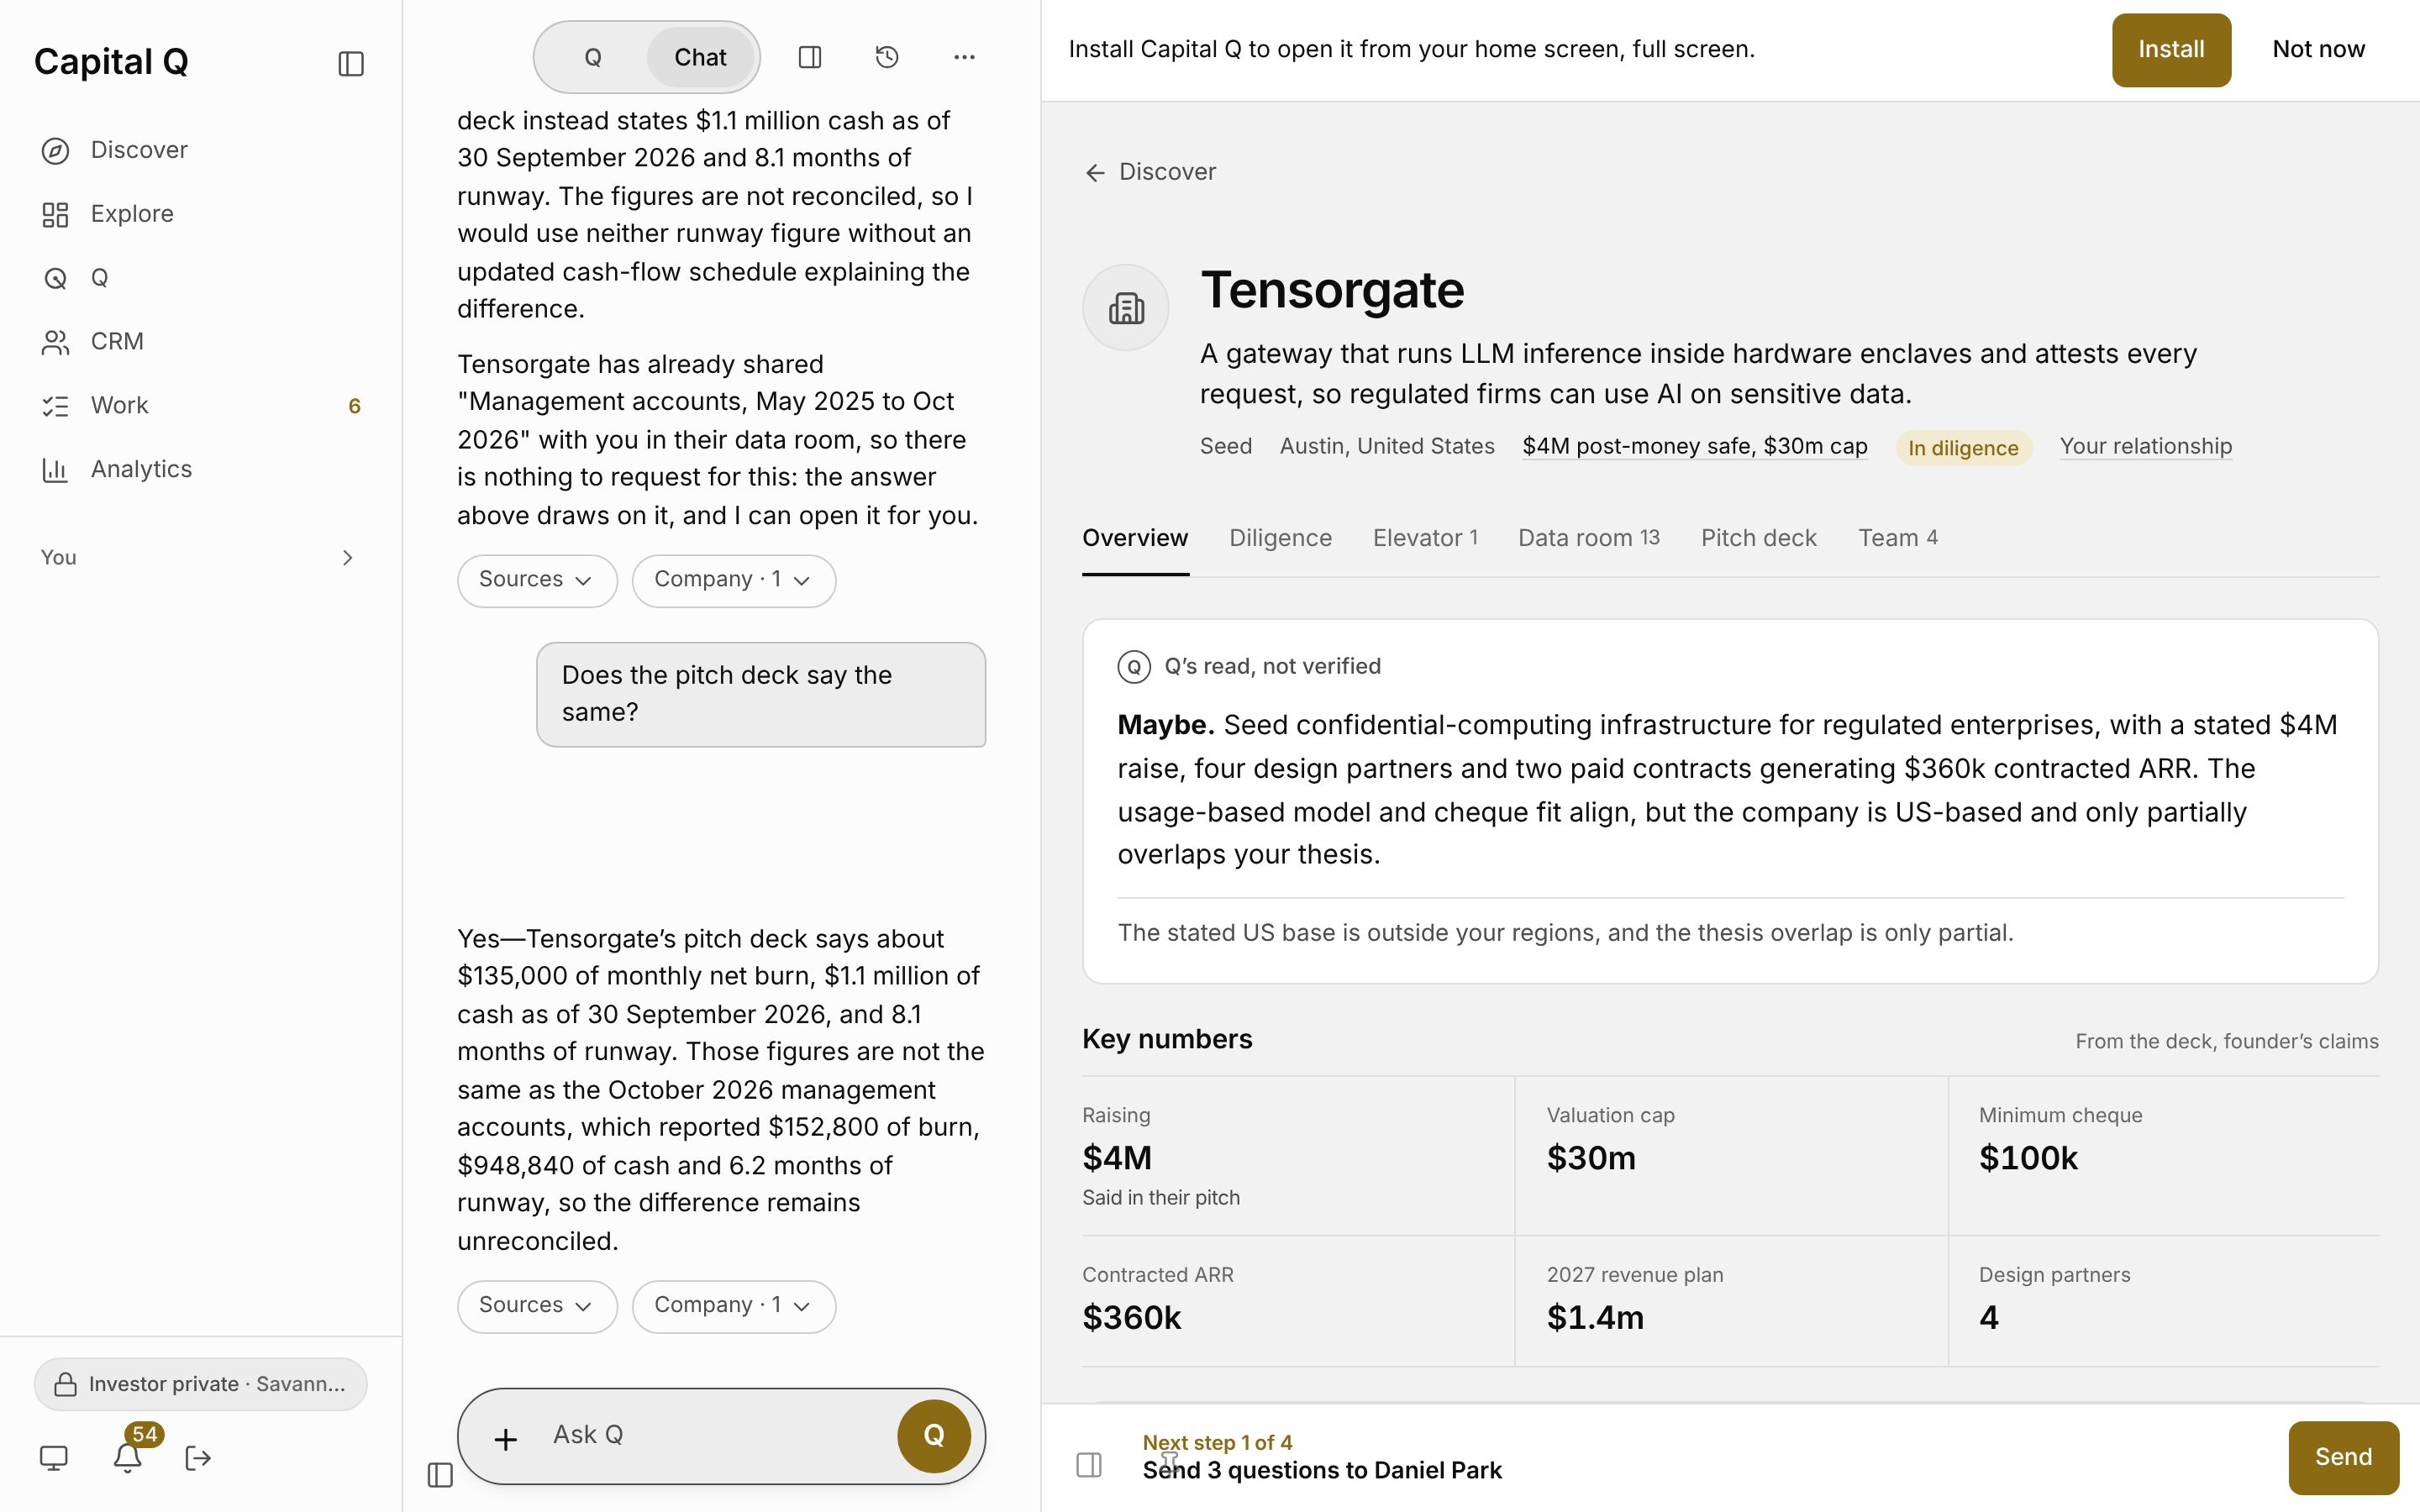 Capital Q
Discover
Explore
Q
CRM
Work 6
Analytics
You
Investor private · Savann...
54
Q Chat
deck instead states $1.1 million cash as of
30 September 2026 and 8.1 months of
runway. The figures are not reconciled, so I
would use neither runway figure without an
updated cash-flow schedule explaining the
difference.
Tensorgate has already shared
"Management accounts, May 2025 to Oct
2026" with you in their data room, so there
is nothing to request for this: the answer
above draws on it, and I can open it for you.
Sources Company · 1
Does the pitch deck say the
same?
Yes—Tensorgate’s pitch deck says about
$135,000 of monthly net burn, $1.1 million of
cash as of 30 September 2026, and 8.1
months of runway. Those figures are not the
same as the October 2026 management
accounts, which reported $152,800 of burn,
$948,840 of cash and 6.2 months of
runway, so the difference remains
unreconciled.
Sources Company · 1
Ask Q Q
Install Capital Q to open it from your home screen, full screen. Install Not now
Discover
Tensorgate
A gateway that runs LLM inference inside hardware enclaves and attests every
request, so regulated firms can use AI on sensitive data.
Seed Austin, United States $4M post-money safe, $30m cap In diligence Your relationship
Overview Diligence Elevator 1 Data room 13 Pitch deck Team 4
Q Q’s read, not verified
Maybe. Seed confidential-computing infrastructure for regulated enterprises, with a stated $4M
raise, four design partners and two paid contracts generating $360k contracted ARR. The
usage-based model and cheque fit align, but the company is US-based and only partially
overlaps your thesis.
The stated US base is outside your regions, and the thesis overlap is only partial.
Key numbers From the deck, founder’s claims
Raising Valuation cap Minimum cheque
$4M $30m $100k
Said in their pitch
Contracted ARR 2027 revenue plan Design partners
$360k $1.4m 4
Next step 1 of 4
Send 3 questions to Daniel Park
Send